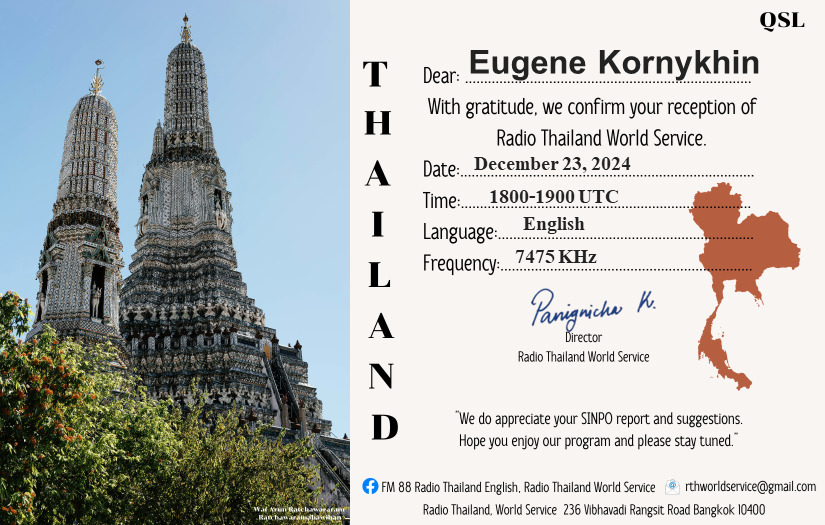 QSL
THAILAND
Dear: Eugene Kornykhin
With gratitude, we confirm your reception of
Radio Thailand World Service.
Date: December 23, 2024
Time: 1800-1900 UTC
Language: English
Frequency: 7475 KHz
Panignicha K.
Director
Radio Thailand World Service
"We do appreciate your SINPO report and suggestions.
Hope you enjoy our program and please stay tuned."
FM 88 Radio Thailand English, Radio Thailand World Service rthworldservice@gmail.com
Radio Thailand, World Service 236 Vibhavadi Rangsit Road Bangkok 10400
Wat Arun Ratchawararam
Ratchawaramahawihan